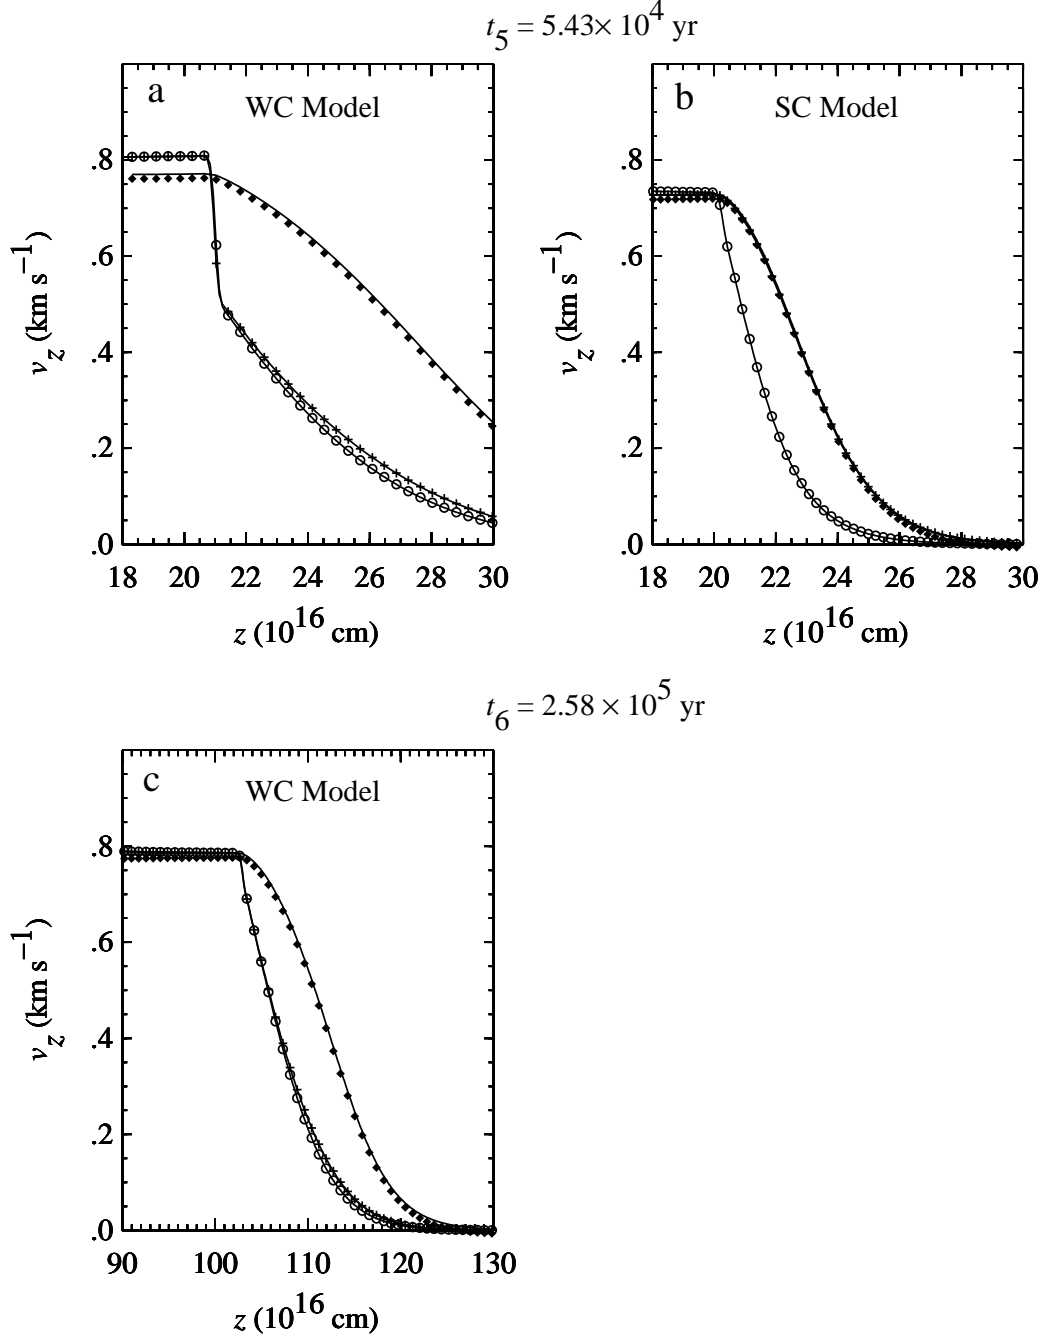 t5 = 5.43× 10^4 yr
a
WC Model
b
SC Model
.8
.6
.4
.2
.0
v_z (km s^−1)
18 20 22 24 26 28 30
z (10^16 cm)
.8
.6
.4
.2
.0
v_z (km s^−1)
18 20 22 24 26 28 30
z (10^16 cm)
t6 = 2.58 × 10^5 yr
c
WC Model
.8
.6
.4
.2
.0
v_z (km s^−1)
90 100 110 120 130
z (10^16 cm)